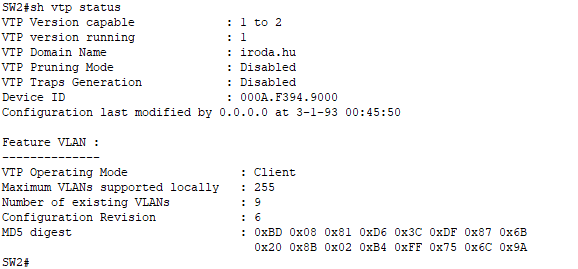 SW2#sh vtp status
VTP Version capable : 1 to 2
VTP version running : 1
VTP Domain Name : iroda.hu
VTP Pruning Mode : Disabled
VTP Traps Generation : Disabled
Device ID : 000A.F394.9000
Configuration last modified by 0.0.0.0 at 3-1-93 00:45:50
Feature VLAN :
--------------
VTP Operating Mode : Client
Maximum VLANs supported locally : 255
Number of existing VLANs : 9
Configuration Revision : 6
MD5 digest : 0xBD 0x08 0x81 0xD6 0x3C 0xDF 0x87 0x6B
0x20 0x8B 0x02 0xB4 0xFF 0x75 0x6C 0x9A
SW2#